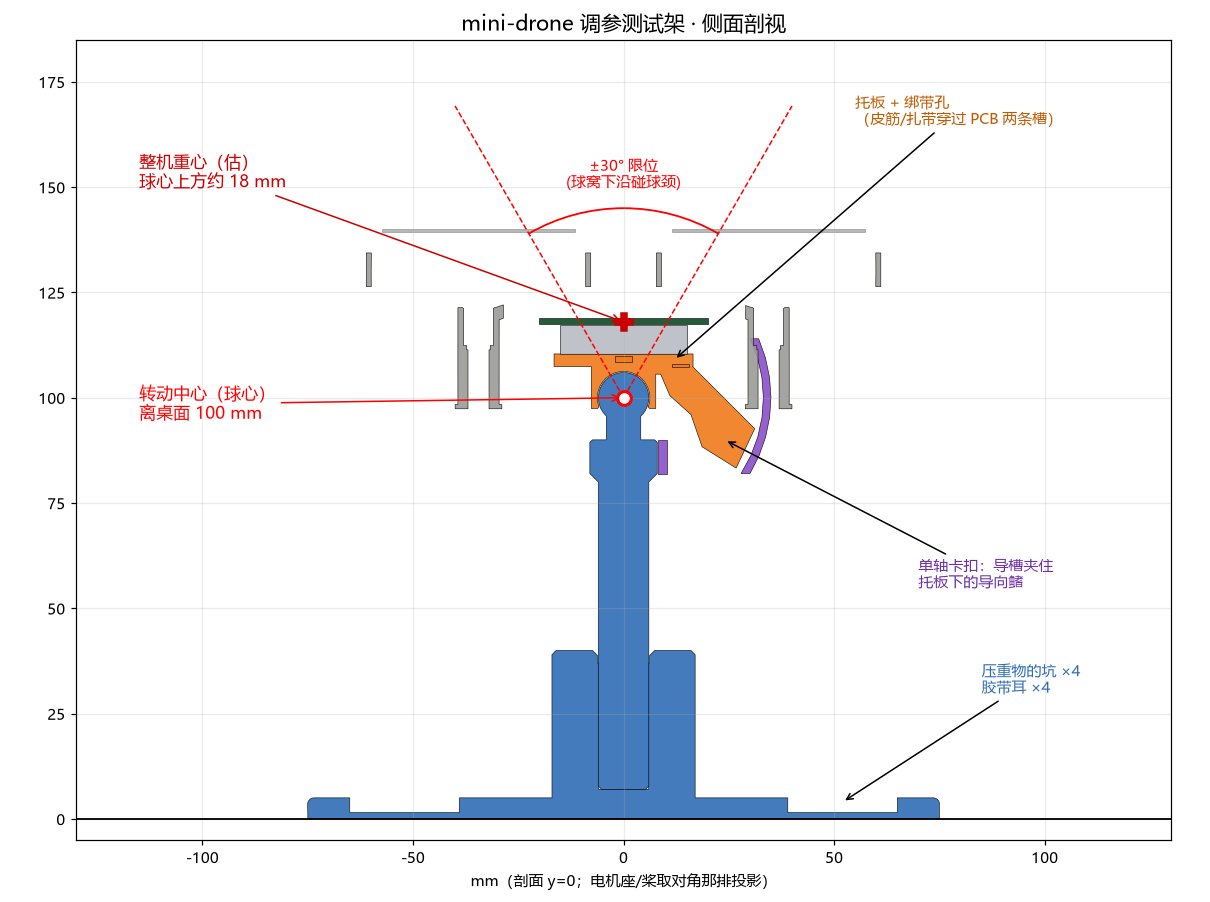 mini-drone 调参测试架 · 侧面剖视
175
150
125
100
75
50
25
0
托板 + 绑带孔
（皮筋/扎带穿过 PCB 两条槽）
整机重心（估）
球心上方约 18 mm
±30° 限位
(球窝下沿碰球颈)
转动中心（球心）
离桌面 100 mm
单轴卡扣：导槽夹住
托板下的导向鳍
压重物的坑 ×4
胶带耳 ×4
-100
-50
0
50
100
mm（剖面 y=0；电机座/桨取对角那排投影）